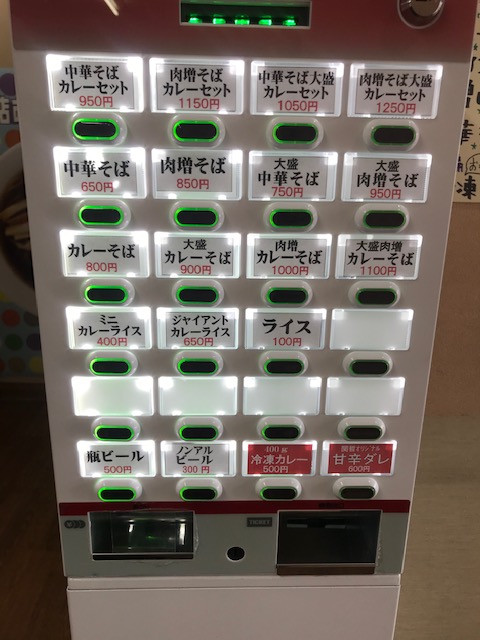 中華そば
カレーセット
950円
肉増そば
カレーセット
1150円
中華そば大盛
カレーセット
1050円
肉増そば大盛
カレーセット
1250円
中華そば
650円
肉増そば
850円
大盛
中華そば
750円
大盛
肉増そば
950円
カレーそば
800円
大盛
カレーそば
900円
肉増
カレーそば
1000円
大盛肉増
カレーそば
1100円
ミニ
カレーライス
400円
ジャイアント
カレーライス
650円
ライス
100円
瓶ビール
500円
ノンアル
ビール
300円
400g
冷凍カレー
500円
オリジナル
甘辛ダレ
600円
TICKET